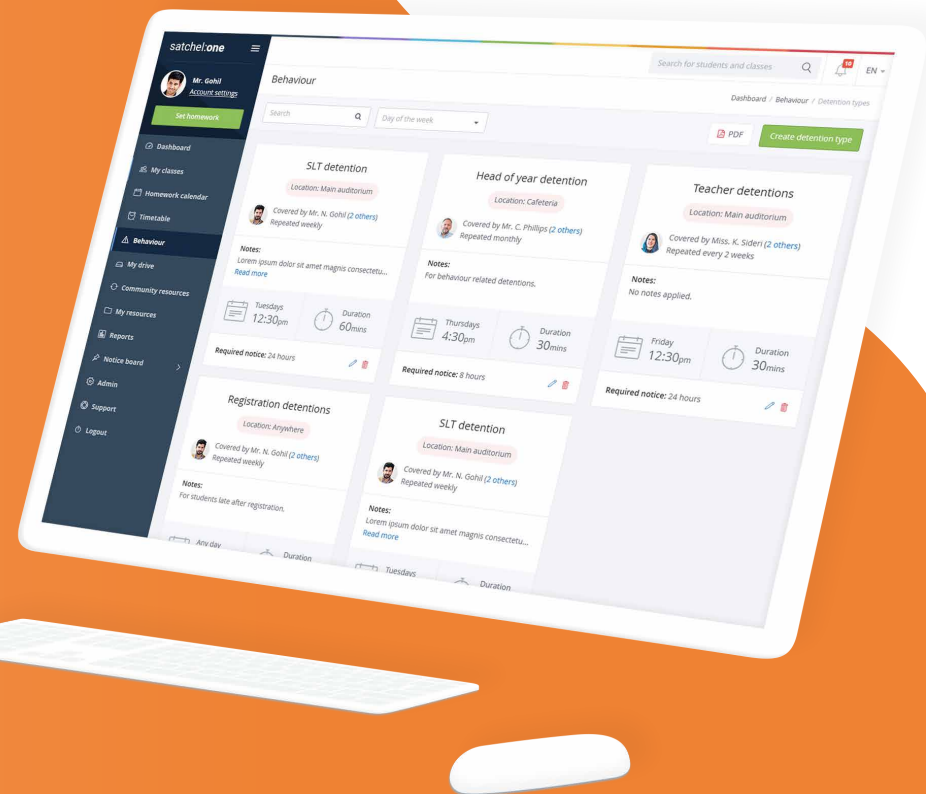 satchel:one
Search for students and classes
10
EN
Mr. Gohil
Account settings
Set homework
Dashboard
My classes
Homework calendar
Timetable
Behaviour
My drive
Community resources
My resources
Reports
Notice board
Admin
Support
Logout
Behaviour
Dashboard / Behaviour / Detention types
Search
Day of the week
PDF
Create detention type
SLT detention
Location: Main auditorium
Covered by Mr. N. Gohil (2 others)
Repeated weekly
Notes:
Lorem ipsum dolor sit amet magnis consectetu...
Read more
Tuesdays
12:30pm
Duration
60mins
Required notice: 24 hours
Head of year detention
Location: Cafeteria
Covered by Mr. C. Phillips (2 others)
Repeated monthly
Notes:
For behaviour related detentions.
Thursdays
4:30pm
Duration
30mins
Required notice: 8 hours
Teacher detentions
Location: Main auditorium
Covered by Miss. K. Sideri (2 others)
Repeated every 2 weeks
Notes:
No notes applied.
Friday
12:30pm
Duration
30mins
Required notice: 24 hours
Registration detentions
Location: Anywhere
Covered by Mr. N. Gohil (2 others)
Repeated weekly
Notes:
For students late after registration.
Any day
Duration
SLT detention
Location: Main auditorium
Covered by Mr. N. Gohil (2 others)
Repeated weekly
Notes:
Lorem ipsum dolor sit amet magnis consectetu...
Read more
Tuesdays
Duration